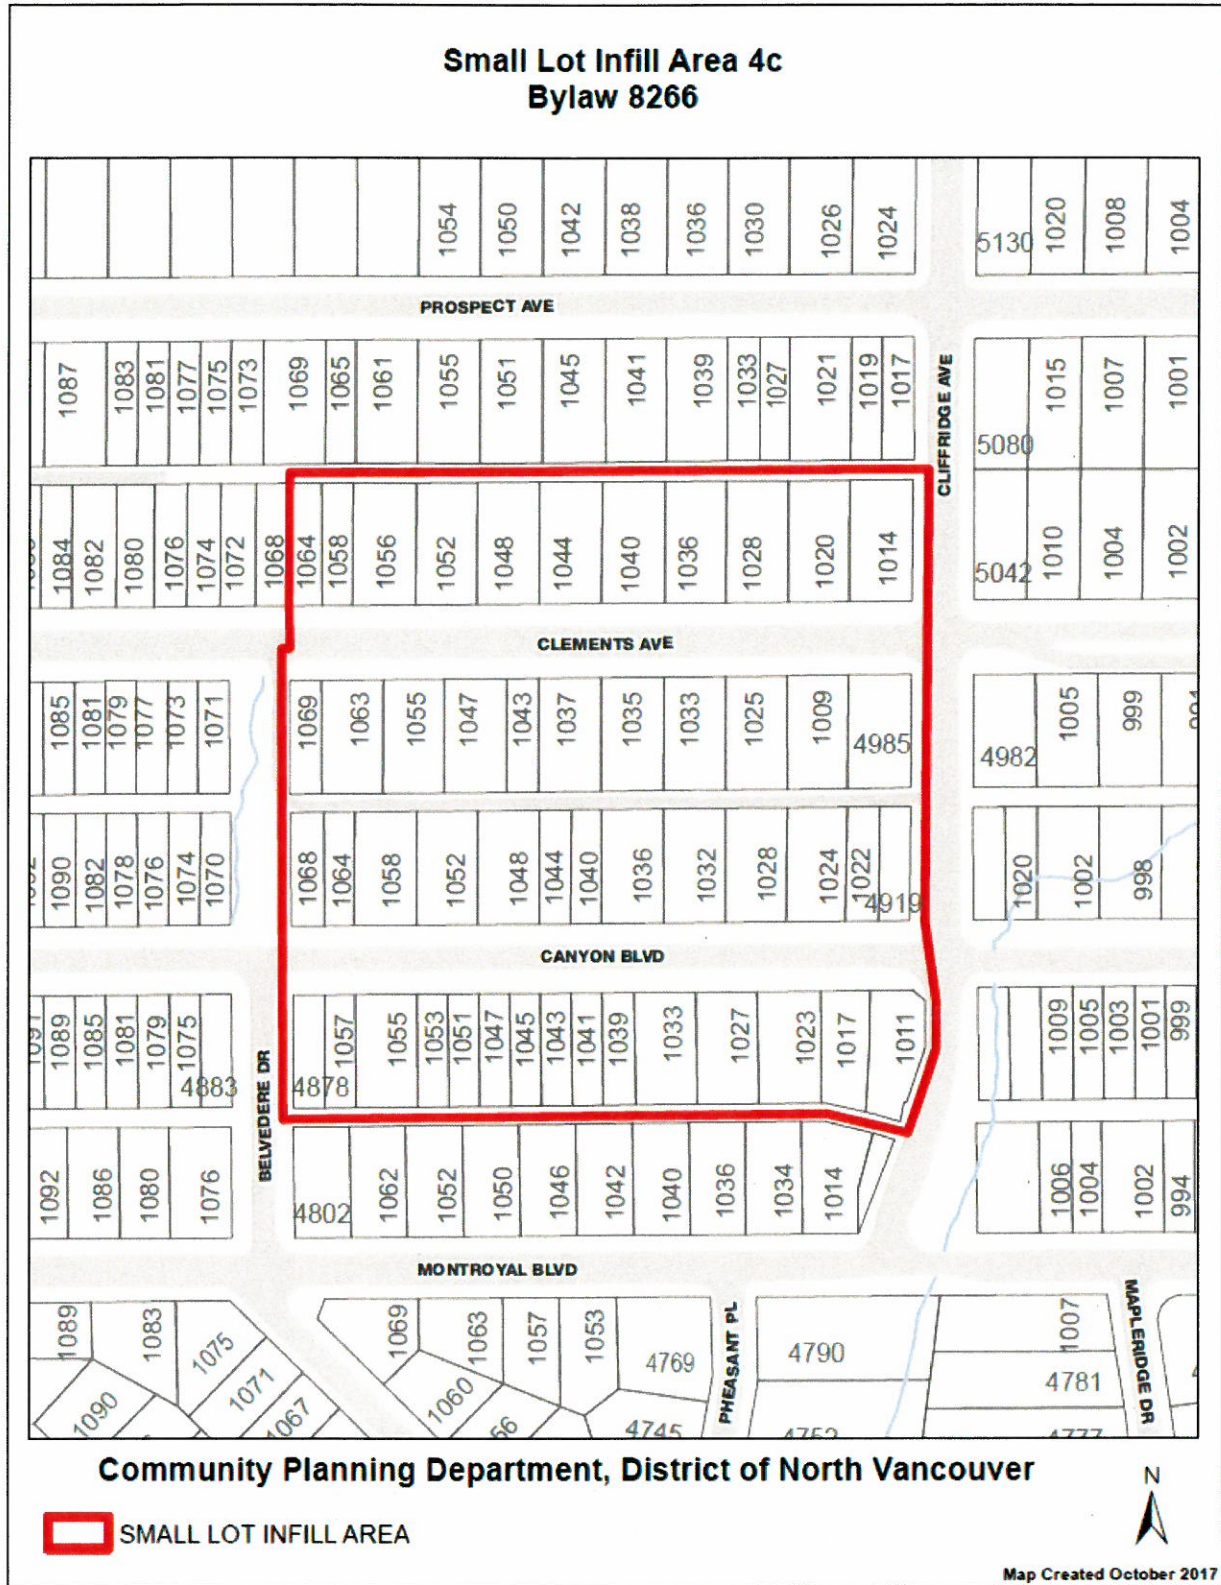 Small Lot Infill Area 4c
Bylaw 8266
1054 1050 1042 1038 1036 1030 1026 1024 5130 1020 1008 1004
PROSPECT AVE
1087 1083 1081 1077 1075 1073 1069 1065 1061 1055 1051 1045 1041 1039 1033 1027 1021 1019 1017 5080 1015 1007 1001
CLIFFRIDGE AVE
1084 1082 1080 1076 1074 1072 1068 1064 1058 1056 1052 1048 1044 1040 1036 1028 1020 1014 5042 1010 1004 1002
CLEMENTS AVE
1085 1081 1079 1077 1073 1071 1069 1063 1055 1047 1043 1037 1035 1033 1025 1009 4985 4982 1005 999
1090 1082 1078 1076 1074 1070 1068 1064 1058 1052 1048 1044 1040 1036 1032 1028 1024 1022 4919 1020 1002 998
CANYON BLVD
1091 1089 1085 1081 1079 1075 4883 4878 1057 1055 1053 1051 1047 1045 1043 1041 1039 1033 1027 1023 1017 1011 1009 1005 1003 1001 999
BELVEDERE DR
1092 1086 1080 1076 4802 1062 1052 1050 1046 1042 1040 1036 1034 1014 1006 1004 1002 994
MONTROYAL BLVD
1089 1083 1075 1069 1063 1057 1053 4769 4790 1007
PHEASANT PL
MAPLERIDGE DR
1090 1071 1067 1060 4745 4781
Community Planning Department, District of North Vancouver
N
SMALL LOT INFILL AREA
Map Created October 2017